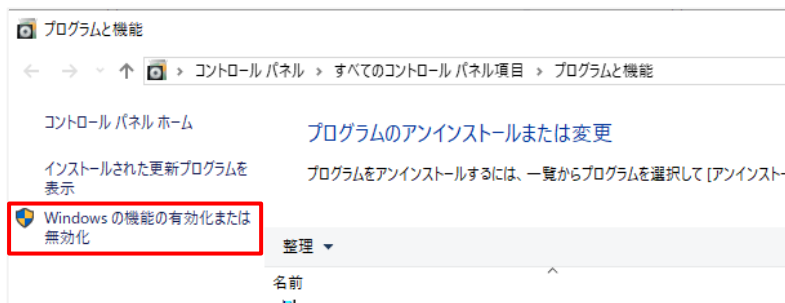 プログラムと機能
コントロール パネル › すべてのコントロール パネル項目 › プログラムと機能
コントロール パネル ホーム
インストールされた更新プログラムを
表示
Windows の機能の有効化または
無効化
プログラムのアンインストールまたは変更
プログラムをアンインストールするには、一覧からプログラムを選択して [アンインストー
整理
名前